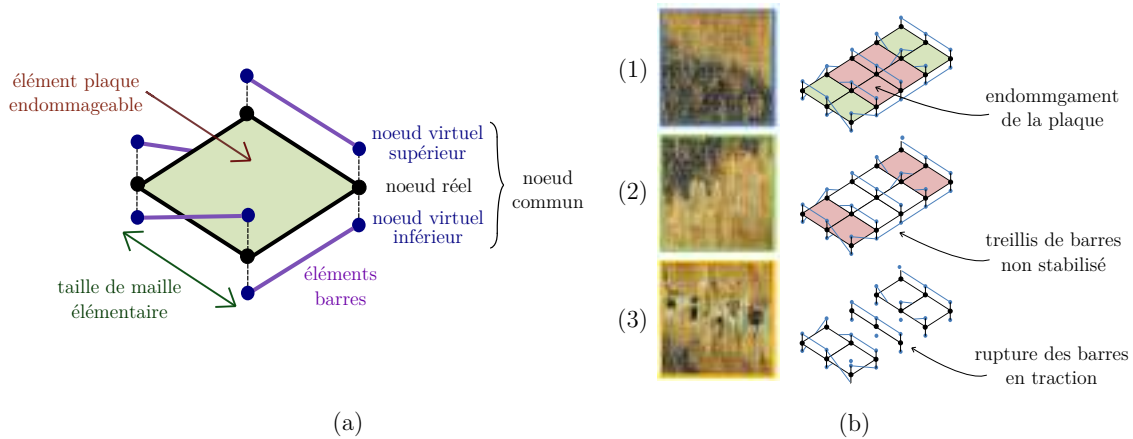 élément plaque
endommageable
noeud virtuel
supérieur
noeud réel
noeud virtuel
inférieur
noeud
commun
éléments
barres
taille de maille
élémentaire
(a)
(1)
endommgament
de la plaque
(2)
treillis de barres
non stabilisé
(3)
rupture des barres
en traction
(b)